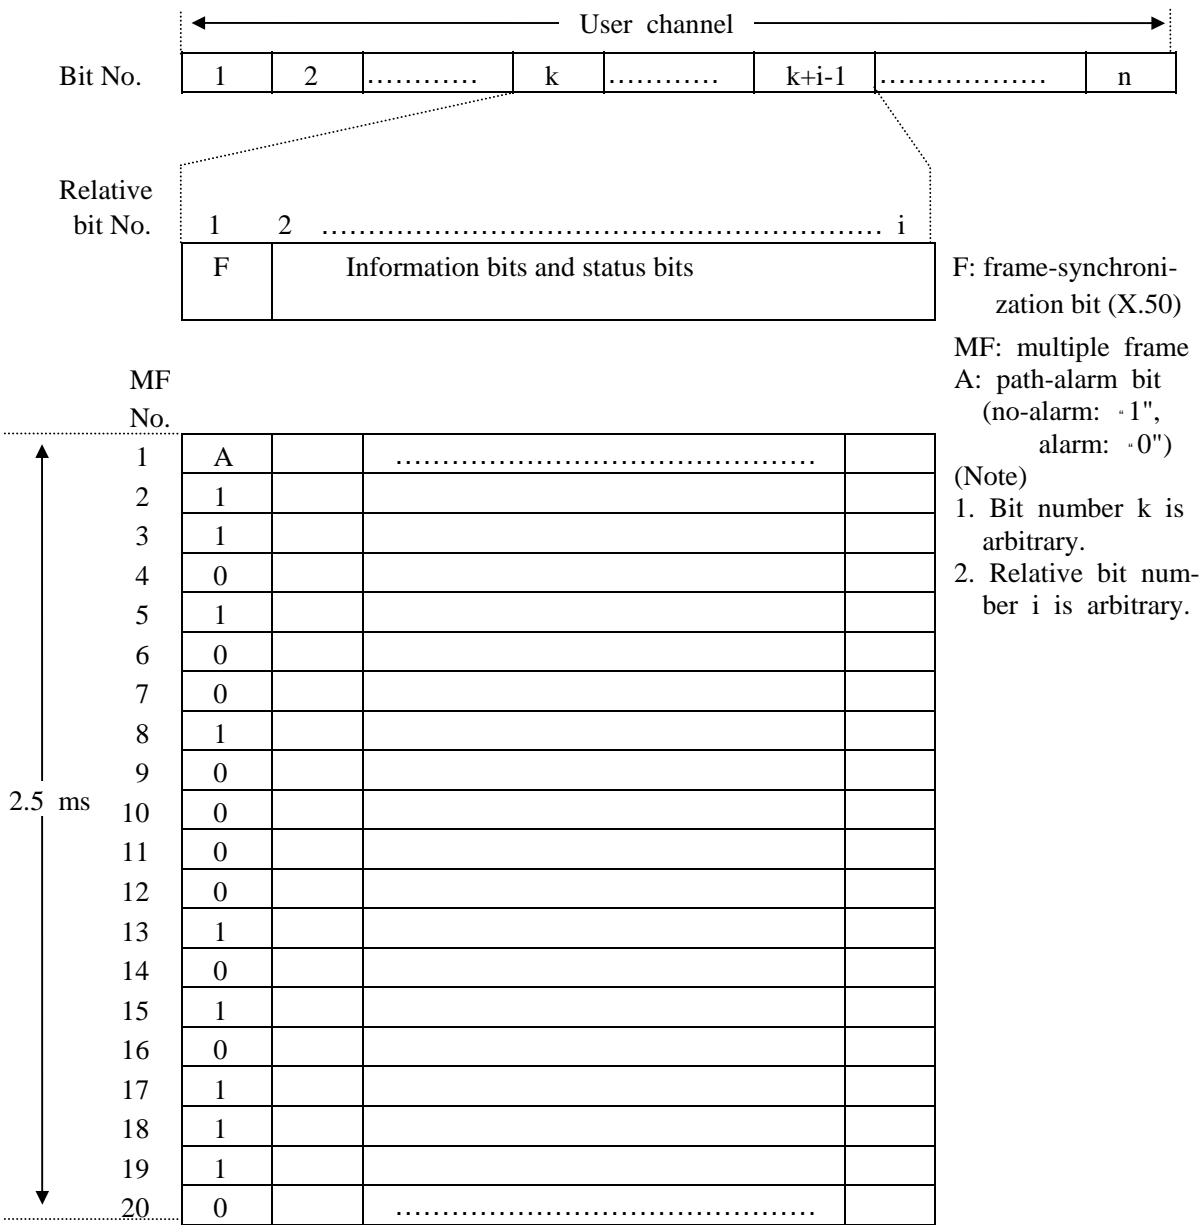 User channel
Bit No. 1 2 ............ k ............ k+i-1 .................. n
Relative
bit No. 1 2 ............................................................ i
F Information bits and status bits
F: frame-synchroni-
zation bit (X.50)
MF: multiple frame
A: path-alarm bit
(no-alarm: “1",
alarm: “0")
(Note)
1. Bit number k is
arbitrary.
2. Relative bit num-
ber i is arbitrary.
MF
No.
1 A .............................................
2 1
3 1
4 0
5 1
6 0
7 0
8 1
9 0
2.5 ms
10 0
11 0
12 0
13 1
14 0
15 1
16 0
17 1
18 1
19 1
20 0 .............................................